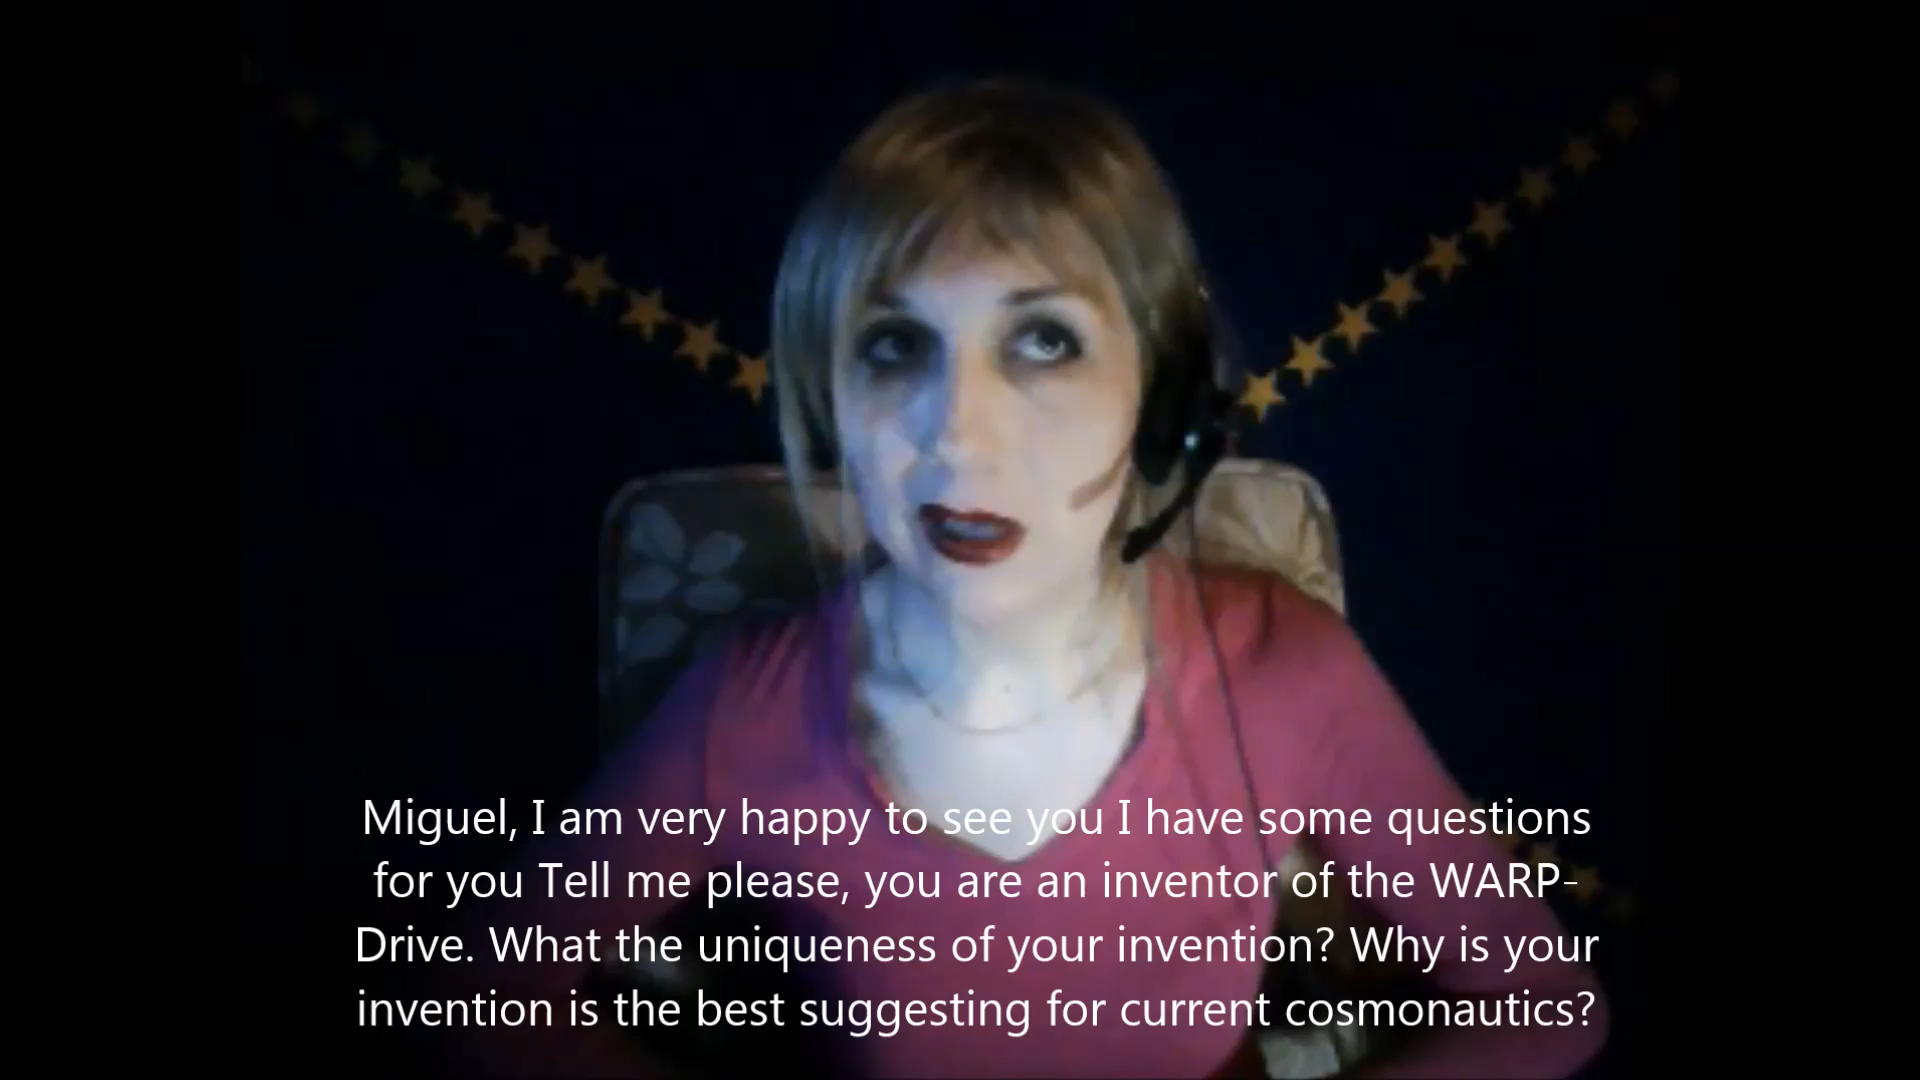 Miguel, I am very happy to see you I have some questions
for you Tell me please, you are an inventor of the WARP-
Drive. What the uniqueness of your invention? Why is your
invention is the best suggesting for current cosmonautics?